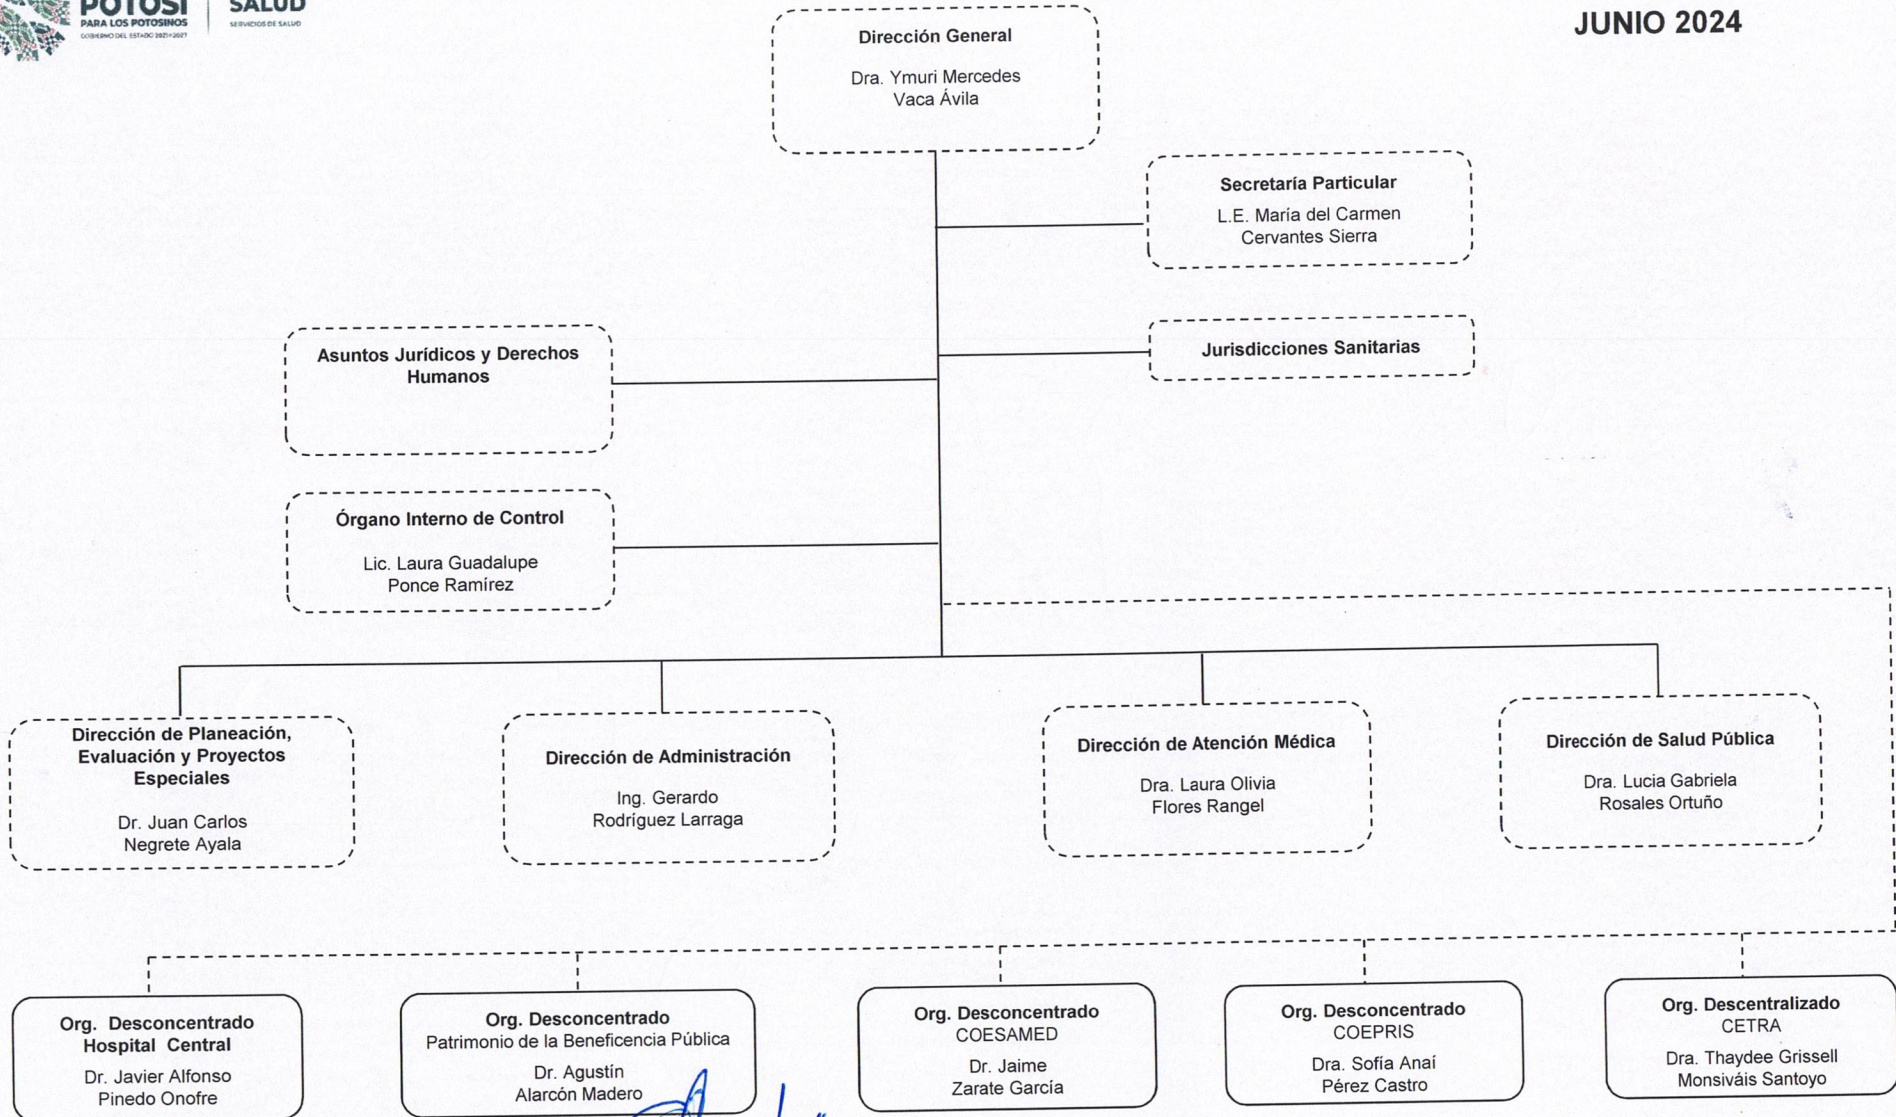 POTOSÍ
PARA LOS POTOSINOS
GOBIERNO DEL ESTADO 2021•2027
SALUD
SERVICIOS DE SALUD
JUNIO 2024
Dirección General
Dra. Ymuri Mercedes
Vaca Ávila
Secretaría Particular
L.E. María del Carmen
Cervantes Sierra
Asuntos Jurídicos y Derechos
Humanos
Jurisdicciones Sanitarias
Órgano Interno de Control
Lic. Laura Guadalupe
Ponce Ramírez
Dirección de Planeación,
Evaluación y Proyectos
Especiales
Dr. Juan Carlos
Negrete Ayala
Dirección de Administración
Ing. Gerardo
Rodríguez Larraga
Dirección de Atención Médica
Dra. Laura Olivia
Flores Rangel
Dirección de Salud Pública
Dra. Lucia Gabriela
Rosales Ortuño
Org. Desconcentrado
Hospital Central
Dr. Javier Alfonso
Pinedo Onofre
Org. Desconcentrado
Patrimonio de la Beneficencia Pública
Dr. Agustín
Alarcón Madero
Org. Desconcentrado
COESAMED
Dr. Jaime
Zarate García
Org. Desconcentrado
COEPRIS
Dra. Sofía Anaí
Pérez Castro
Org. Descentralizado
CETRA
Dra. Thaydee Grissell
Monsiváis Santoyo